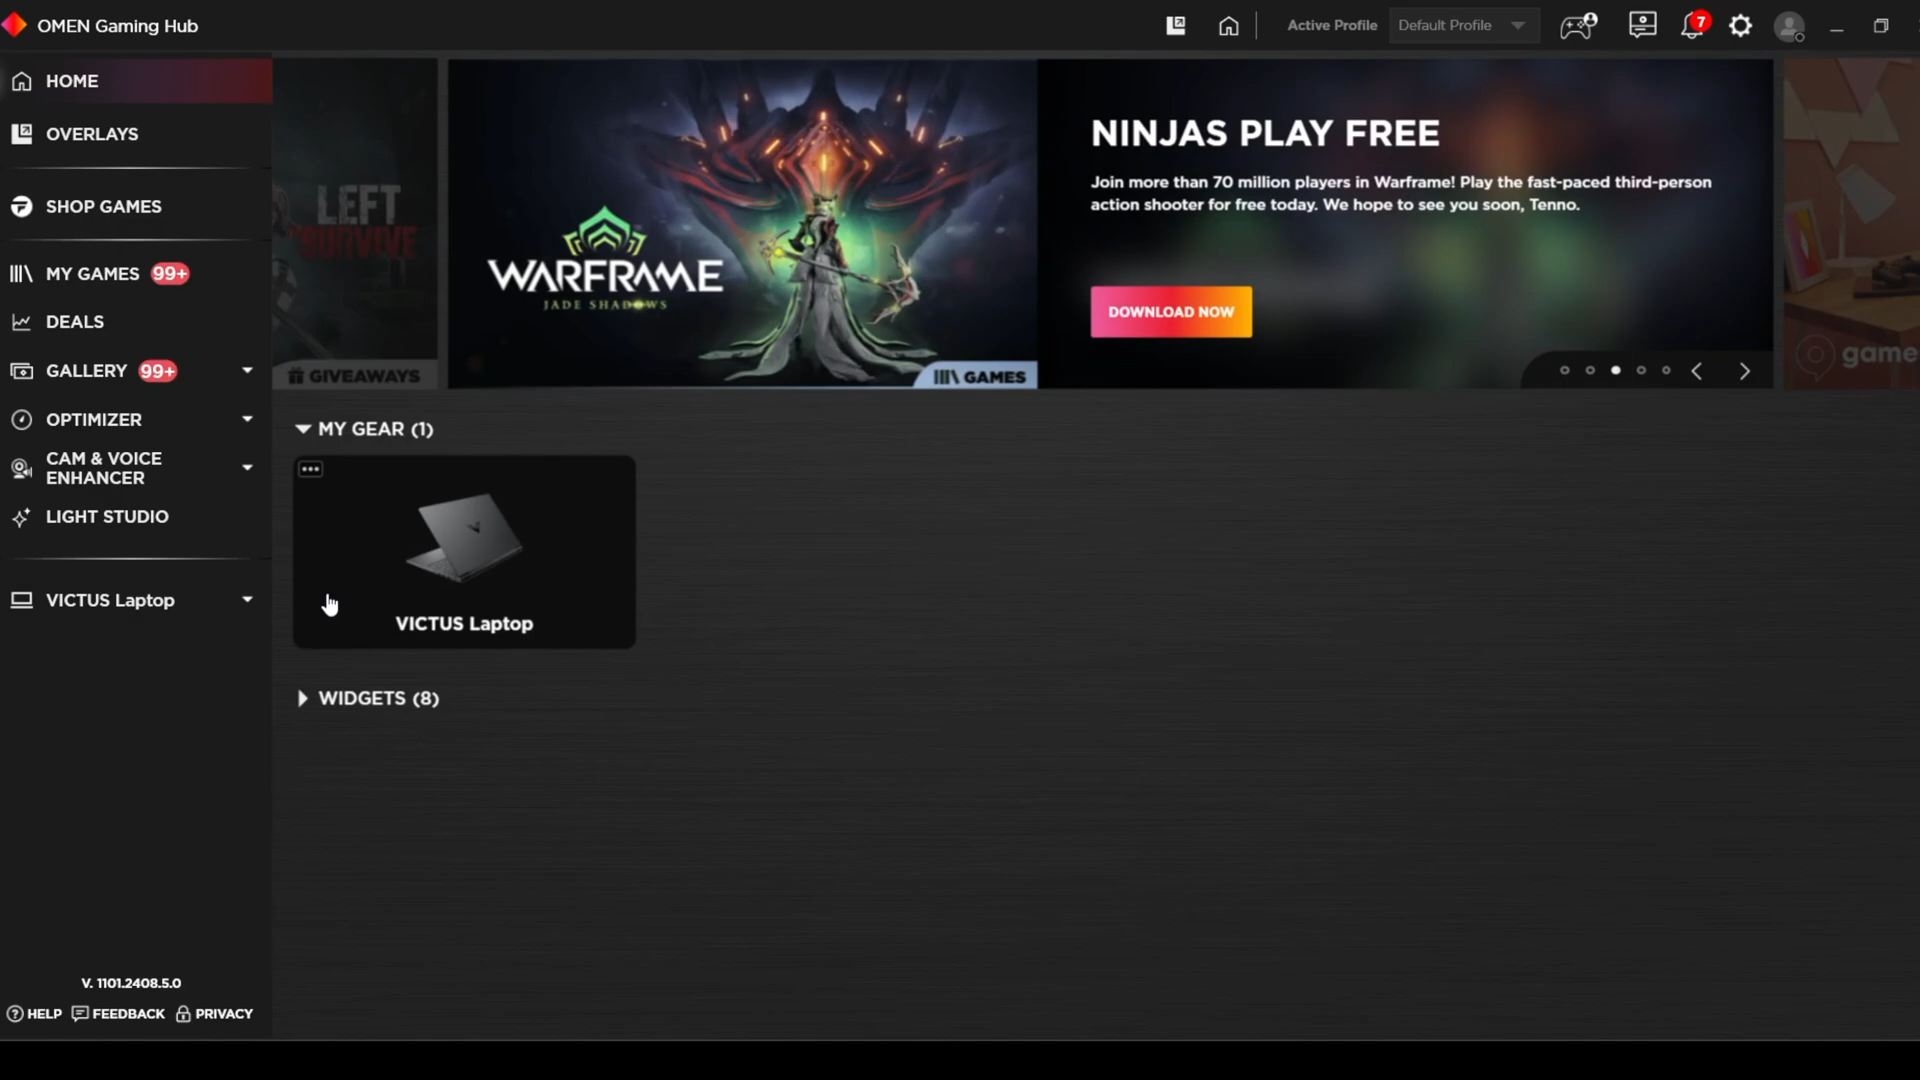 OMEN Gaming Hub
Active Profile
Default Profile
7
HOME
OVERLAYS
SHOP GAMES
MY GAMES 99+
DEALS
GALLERY 99+
OPTIMIZER
CAM & VOICE
ENHANCER
LIGHT STUDIO
VICTUS Laptop
V. 1101.2408.5.0
HELP
FEEDBACK
PRIVACY
LEFT
SURVIVE
GIVEAWAYS
WARFRAME
JADE SHADOWS
GAMES
NINJAS PLAY FREE
Join more than 70 million players in Warframe! Play the fast-paced third-person
action shooter for free today. We hope to see you soon, Tenno.
DOWNLOAD NOW
game
MY GEAR (1)
VICTUS Laptop
WIDGETS (8)